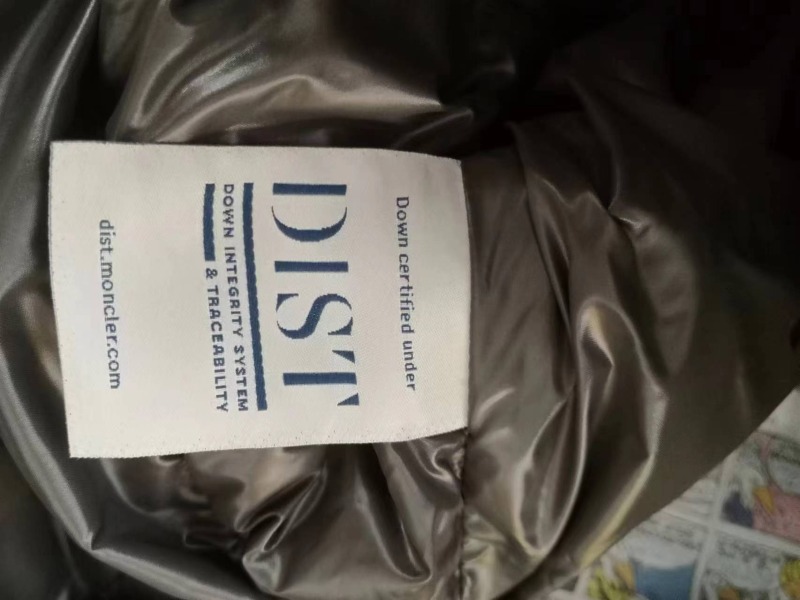 Down certified under
DIST
DOWN INTEGRITY SYSTEM
& TRACEABILITY
dist.moncler.com